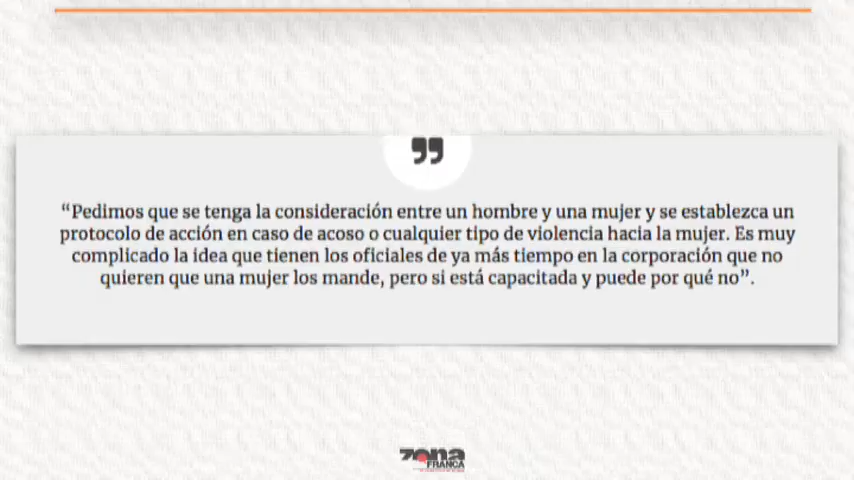 “Pedimos que se tenga la consideración entre un hombre y una mujer y se establezca un
protocolo de acción en caso de acoso o cualquier tipo de violencia hacia la mujer. Es muy
complicado la idea que tienen los oficiales de ya más tiempo en la corporación que no
quieren que una mujer los mande, pero si está capacitada y puede por qué no”.
zona
FRANCA